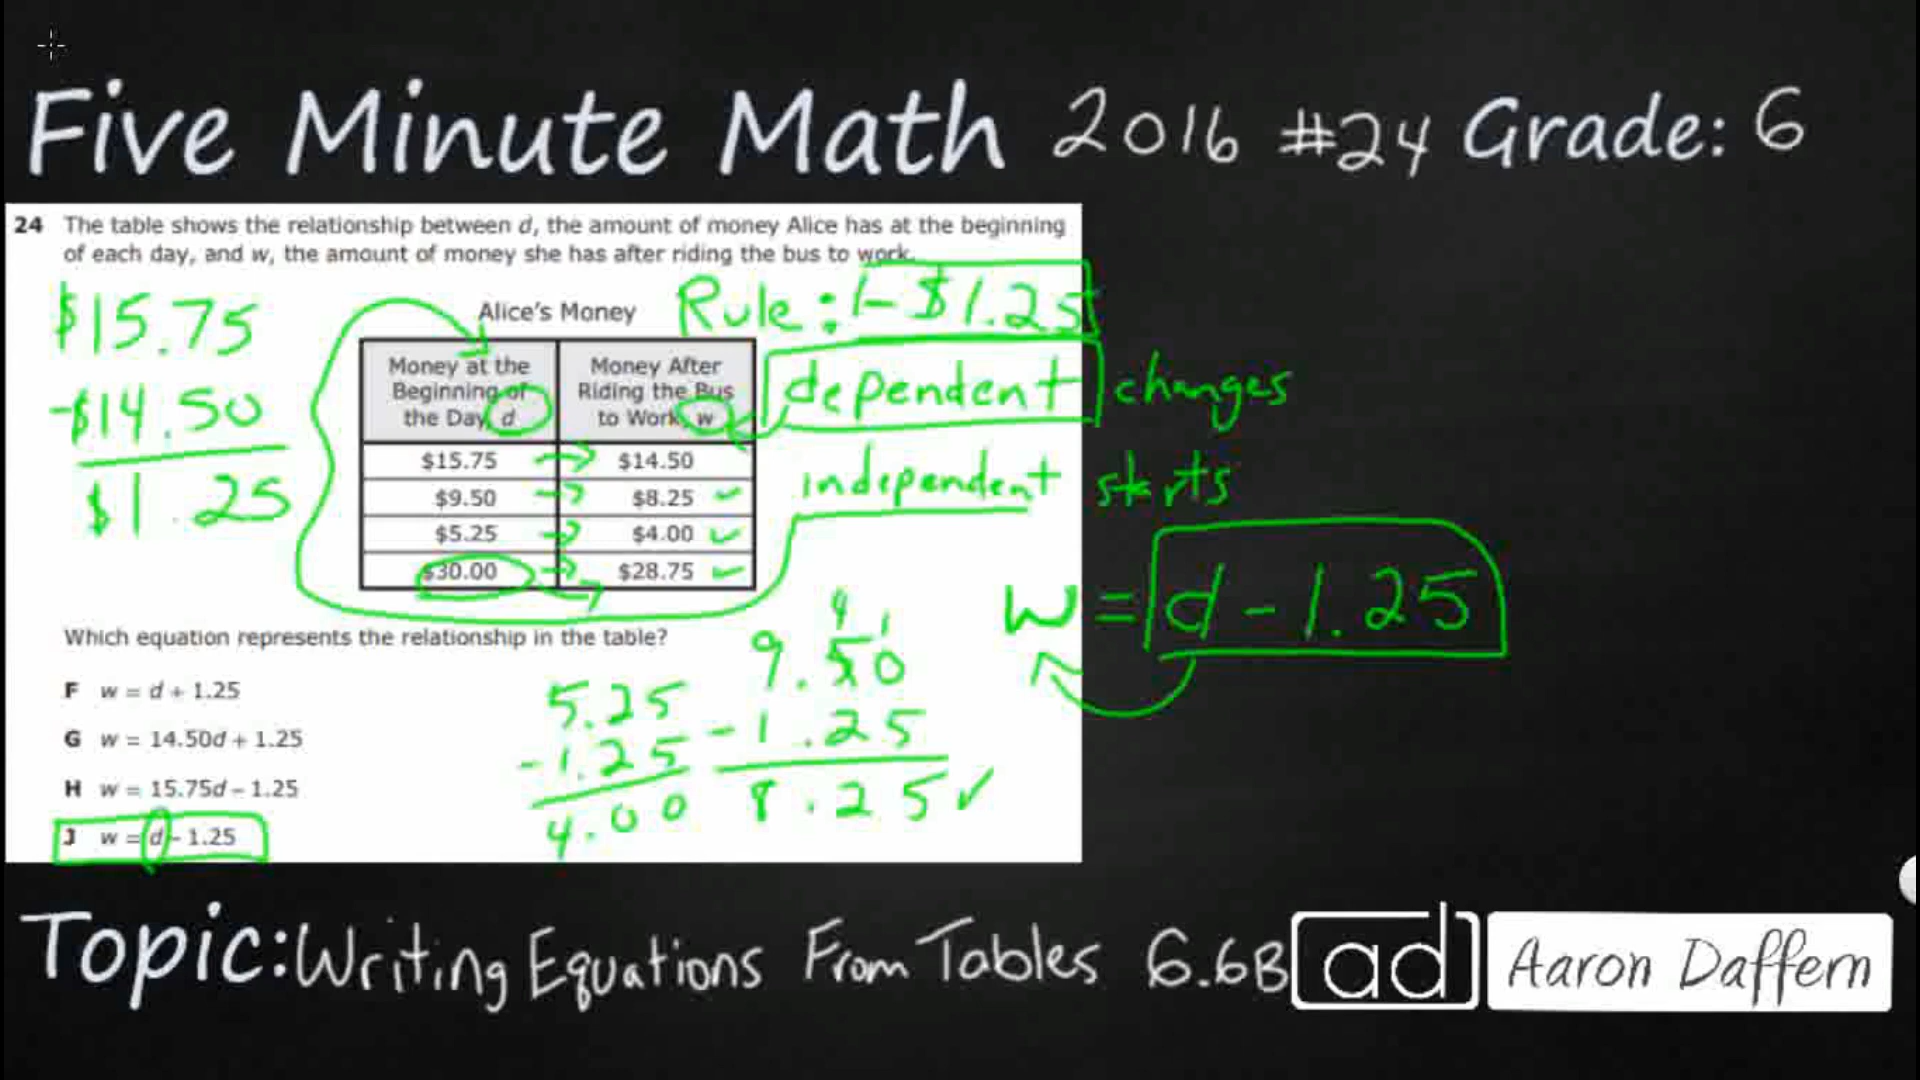 Five Minute Math 2016 #24 Grade: 6
24 The table shows the relationship between d, the amount of money Alice has at the beginning
of each day, and w, the amount of money she has after riding the bus to work.
$15.75
-$14.50
$1.25
Alice's Money
Rule: -$1.25
Money at the
Beginning of
the Day, d
Money After
Riding the Bus
to Work, w
$15.75 → $14.50
$9.50 → $8.25 ✓
$5.25 → $4.00 ✓
$30.00 → $28.75 ✓
dependent changes
independent starts
w = d - 1.25
Which equation represents the relationship in the table?
F w = d + 1.25
G w = 14.50d + 1.25
H w = 15.75d – 1.25
J w = d – 1.25
5.25
-1.25
4.00
4 1
9.50
-1.25
8.25 ✓
Topic: Writing Equations From Tables 6.6B
ad
Aaron Daffern